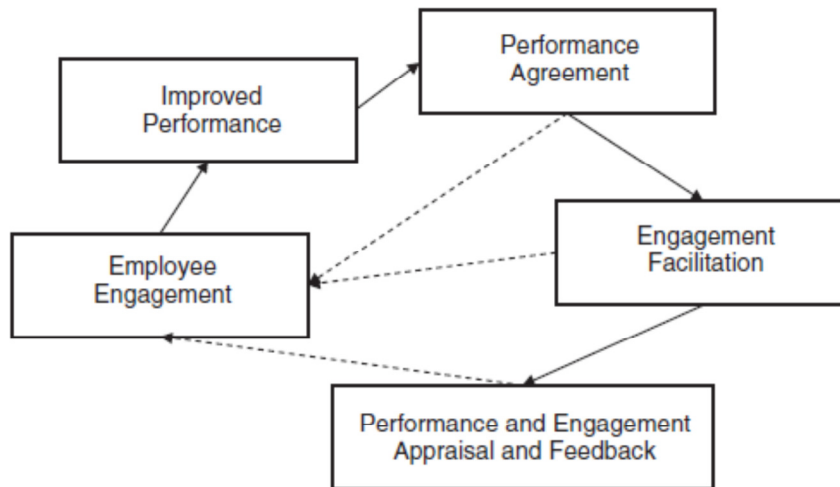 Performance
Agreement
Improved
Performance
Engagement
Facilitation
Employee
Engagement
Performance and Engagement
Appraisal and Feedback